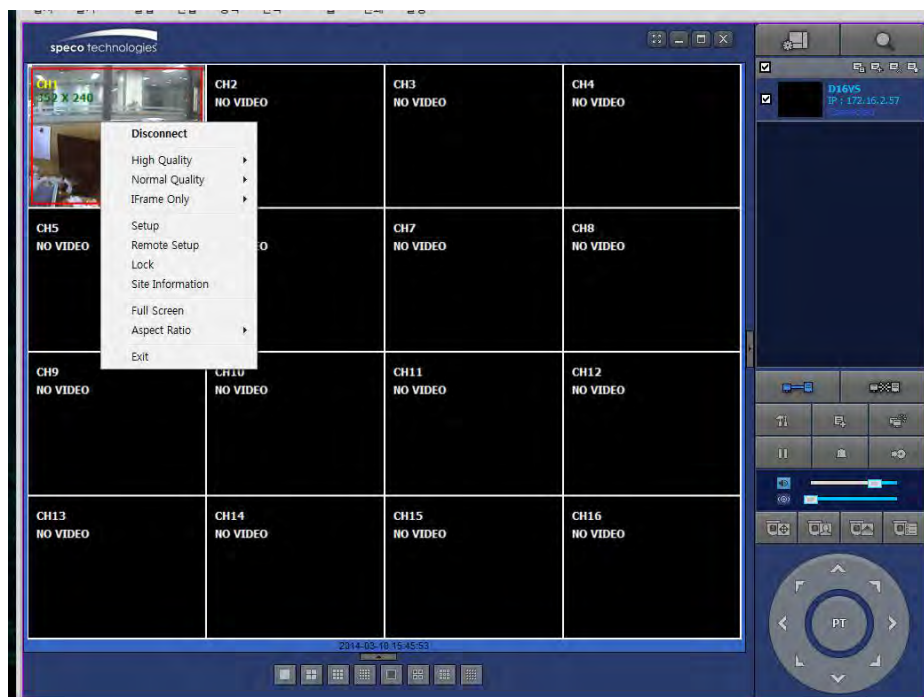 speco technologies
CH1
352 X 240
CH2
NO VIDEO
CH3
NO VIDEO
CH4
NO VIDEO
D16VS
IP : 172.16.2.57
Disconnect
High Quality
Normal Quality
IFrame Only
Setup
Remote Setup
Lock
Site Information
Full Screen
Aspect Ratio
Exit
CH5
NO VIDEO
CH7
NO VIDEO
CH8
NO VIDEO
CH9
NO VIDEO
CH10
NO VIDEO
CH11
NO VIDEO
CH12
NO VIDEO
CH13
NO VIDEO
CH14
NO VIDEO
CH15
NO VIDEO
CH16
NO VIDEO
2014-03-10 15:45:53
PT